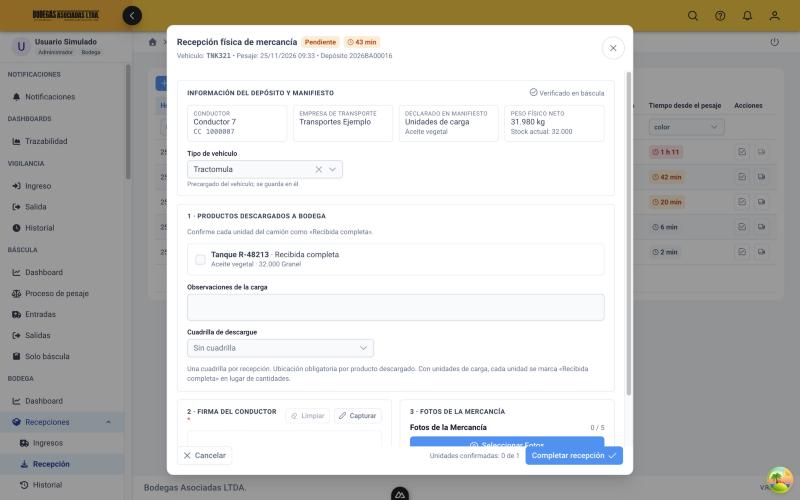 BODEGAS ASOCIADAS LTDA.
U
Usuario Simulado
Administrador
Bodega
NOTIFICACIONES
Notificaciones
DASHBOARDS
Trazabilidad
VIGILANCIA
Ingreso
Salida
Historial
BÁSCULA
Dashboard
Proceso de pesaje
Entradas
Salidas
Solo báscula
BODEGA
Dashboard
Recepciones
Ingresos
Recepción
Historial
Recepción física de mercancía
Pendiente
43 min
Vehículo: TNK321 • Pesaje: 25/11/2026 09:33 • Depósito 2026BA00016
INFORMACIÓN DEL DEPÓSITO Y MANIFIESTO
Verificado en báscula
CONDUCTOR
Conductor 7
CC 1000007
EMPRESA DE TRANSPORTE
Transportes Ejemplo
DECLARADO EN MANIFIESTO
Unidades de carga
Aceite vegetal
PESO FÍSICO NETO
31.980 kg
Stock actual: 32.000
Tipo de vehículo
Tractomula
Precargado del vehículo; se guarda en él.
1 · PRODUCTOS DESCARGADOS A BODEGA
Confirme cada unidad del camión como «Recibida completa».
Tanque R-48213 · Recibida completa
Aceite vegetal · 32.000 Granel
Observaciones de la carga
Cuadrilla de descargue
Sin cuadrilla
Una cuadrilla por recepción. Ubicación obligatoria por producto descargado. Con unidades de carga, cada unidad se marca «Recibida
completa» en lugar de cantidades.
2 · FIRMA DEL CONDUCTOR
*
Limpiar
Capturar
3 · FOTOS DE LA MERCANCÍA
Fotos de la Mercancía
0 / 5
Seleccionar Fotos
Cancelar
Unidades confirmadas: 0 de 1
Completar recepción
Tiempo desde el pesaje
Acciones
color
1 h 11
42 min
20 min
6 min
2 min
Bodegas Asociadas LTDA.